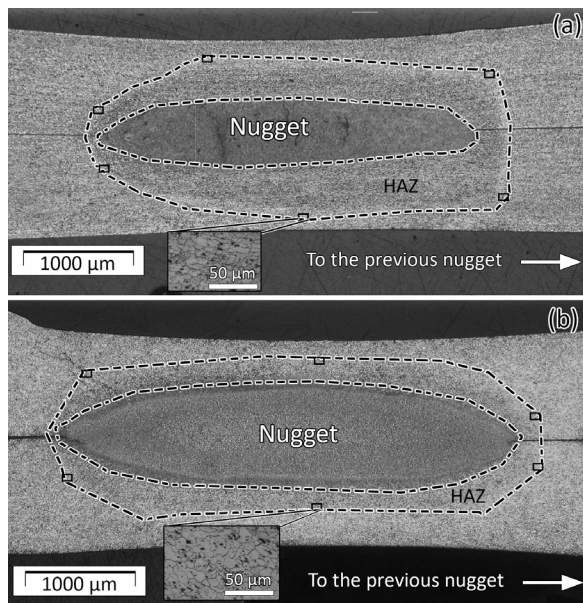 (a)
Nugget
HAZ
50 µm
1000 µm
To the previous nugget
(b)
Nugget
HAZ
50 µm
1000 µm
To the previous nugget